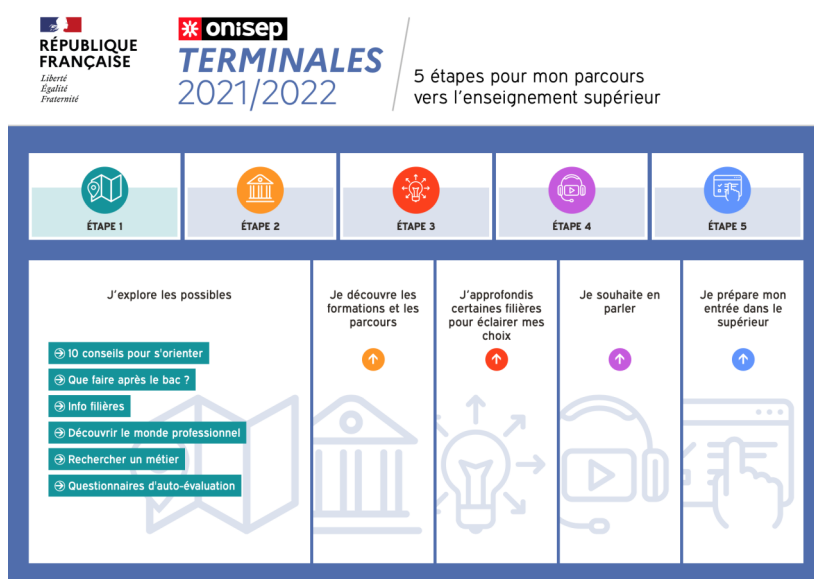 RÉPUBLIQUE
FRANÇAISE
Liberté
Égalité
Fraternité
onisep
TERMINALES
2021/2022
5 étapes pour mon parcours
vers l'enseignement supérieur
ÉTAPE 1
ÉTAPE 2
ÉTAPE 3
ÉTAPE 4
ÉTAPE 5
J'explore les possibles
10 conseils pour s'orienter
Que faire après le bac ?
Info filières
Découvrir le monde professionnel
Rechercher un métier
Questionnaires d'auto-évaluation
Je découvre les
formations et les
parcours
J'approfondis
certaines filières
pour éclairer mes
choix
Je souhaite en
parler
Je prépare mon
entrée dans le
supérieur